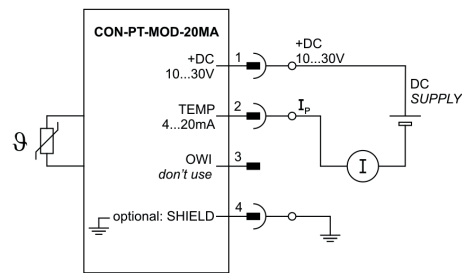 CON-PT-MOD-20MA
+DC 1 +DC
10...30V 10...30V
DC
SUPPLY
TEMP 2 Iₚ
4...20mA
ϑ
I
OWI 3
don't use
optional: SHIELD 4